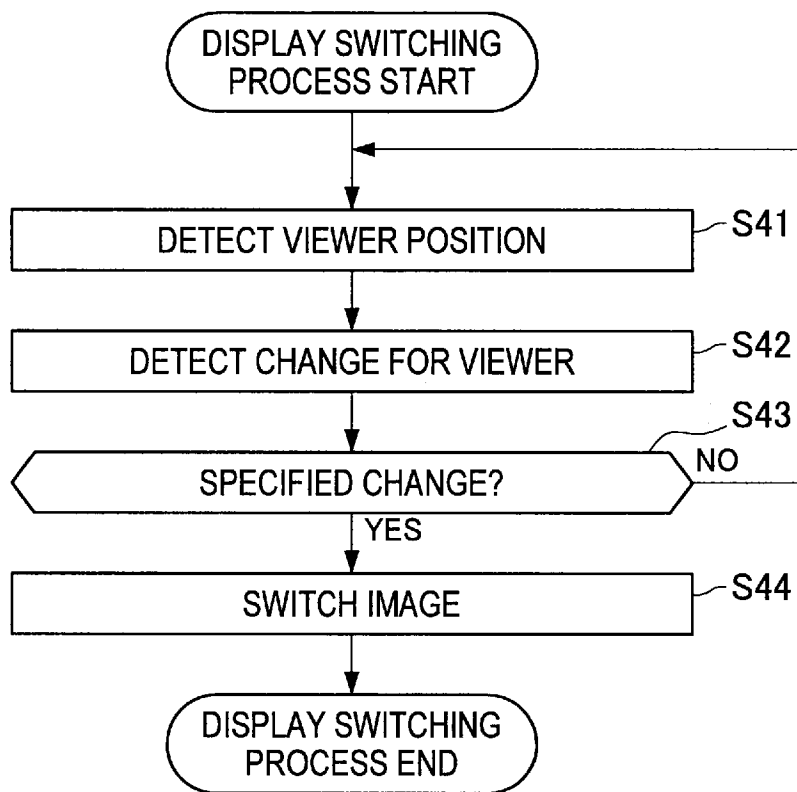 DISPLAY SWITCHING
PROCESS START
DETECT VIEWER POSITION
S41
DETECT CHANGE FOR VIEWER
S42
S43
SPECIFIED CHANGE?
NO
YES
SWITCH IMAGE
S44
DISPLAY SWITCHING
PROCESS END